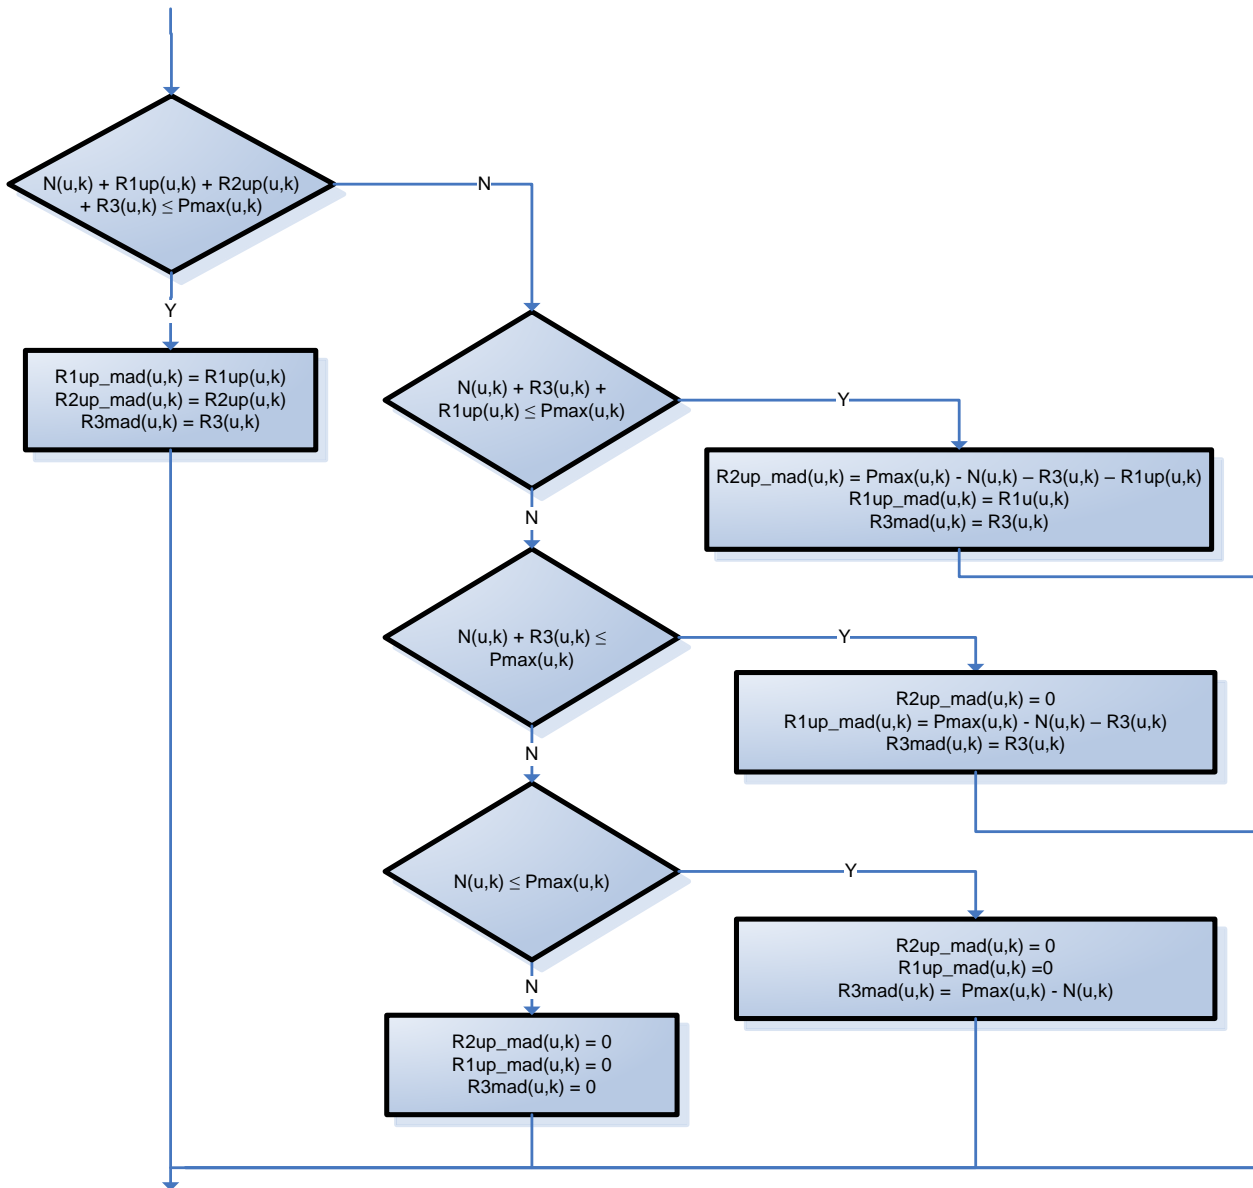 N(u,k) + R1up(u,k) + R2up(u,k)
+ R3(u,k) ≤ Pmax(u,k)
N
Y
R1up_mad(u,k) = R1up(u,k)
R2up_mad(u,k) = R2up(u,k)
R3mad(u,k) = R3(u,k)
N(u,k) + R3(u,k) +
R1up(u,k) ≤ Pmax(u,k)
Y
R2up_mad(u,k) = Pmax(u,k) - N(u,k) – R3(u,k) – R1up(u,k)
R1up_mad(u,k) = R1u(u,k)
R3mad(u,k) = R3(u,k)
N
N(u,k) + R3(u,k) ≤
Pmax(u,k)
Y
R2up_mad(u,k) = 0
R1up_mad(u,k) = Pmax(u,k) - N(u,k) – R3(u,k)
R3mad(u,k) = R3(u,k)
N
N(u,k) ≤ Pmax(u,k)
Y
R2up_mad(u,k) = 0
R1up_mad(u,k) =0
R3mad(u,k) =  Pmax(u,k) - N(u,k)
N
R2up_mad(u,k) = 0
R1up_mad(u,k) = 0
R3mad(u,k) = 0